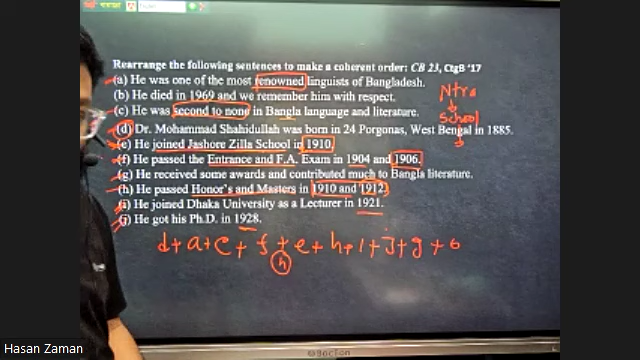 Rearrange the following sentences to make a coherent order: CB 23, CtgB '17
(a) He was one of the most renowned linguists of Bangladesh.
(b) He died in 1969 and we remember him with respect.
(c) He was second to none in Bangla language and literature.
(d) Dr. Mohammad Shahidullah was born in 24 Porgonas, West Bengal in 1885.
(e) He joined Jashore Zilla School in 1910.
(f) He passed the Entrance and F.A. Exam in 1904 and 1906.
(g) He received some awards and contributed much to Bangla literature.
(h) He passed Honor's and Masters in 1910 and 1912.
(i) He joined Dhaka University as a Lecturer in 1921.
(j) He got his Ph.D. in 1928.
Ntra
school
d+a+c+f+e+h+i+j+g+b
h
Hasan Zaman